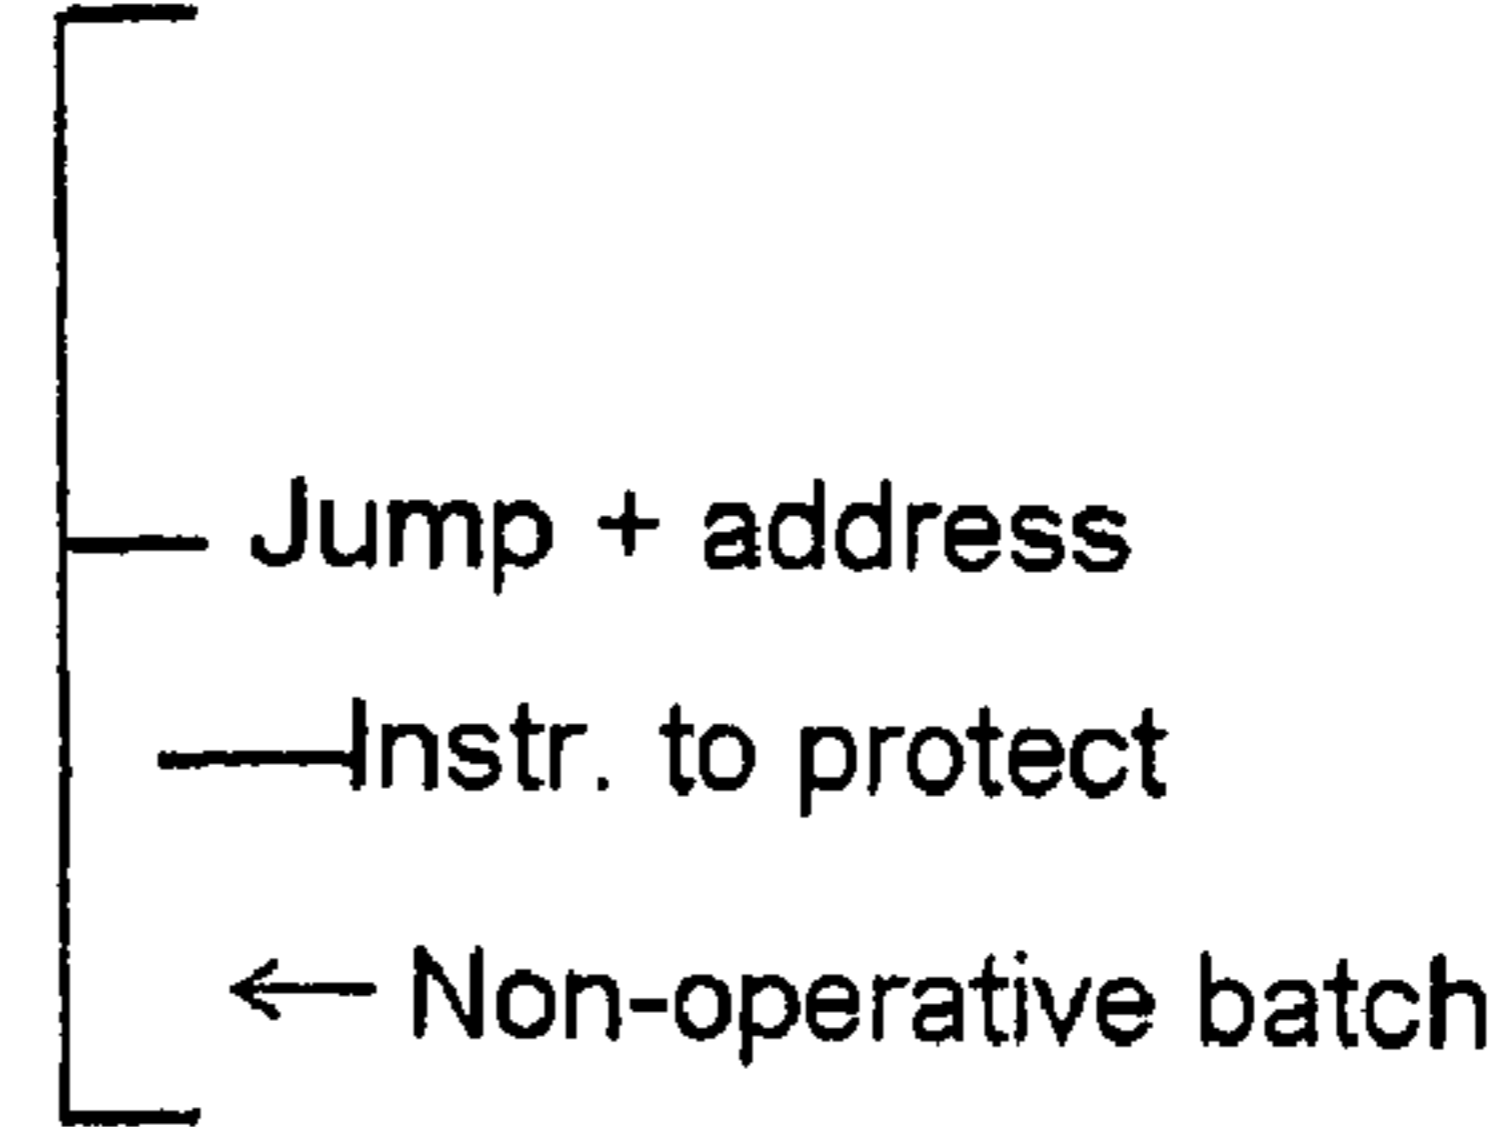 Jump + address
Instr. to protect
Non-operative batch